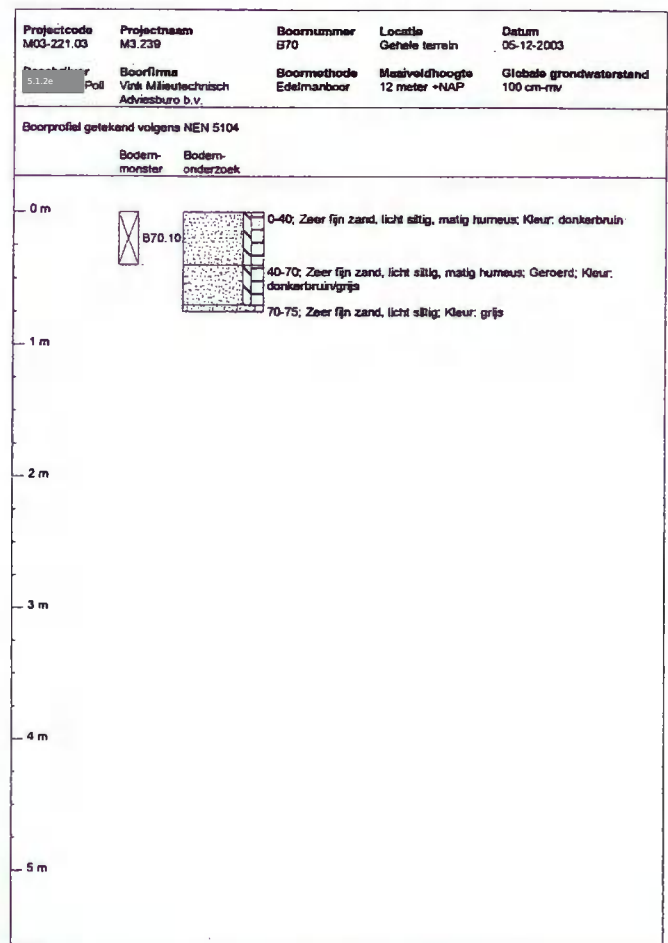 Projectcode Projectnaam Boornummer Locatie Datum
M03-221.03 M3.239 B70 Gehele terrein 05-12-2003
Boorfirma Boormethode Maaiveldhoogte Globale grondwaterstand
5.1.2e Poll Vink Milieutechnisch Edelmanboor 12 meter +NAP 100 cm-mv
Adviesburo b.v.
Boorprofiel getekend volgens NEN 5104
Bodem- Bodem-
monster onderzoek
0 m
0-40; Zeer fijn zand, licht siltig, matig humeus; Kleur: donkerbruin
B70.10
40-70; Zeer fijn zand, licht siltig, matig humeus; Geroerd; Kleur:
donkerbruin/grijs
70-75; Zeer fijn zand, licht siltig; Kleur: grijs
1 m
2 m
3 m
4 m
5 m